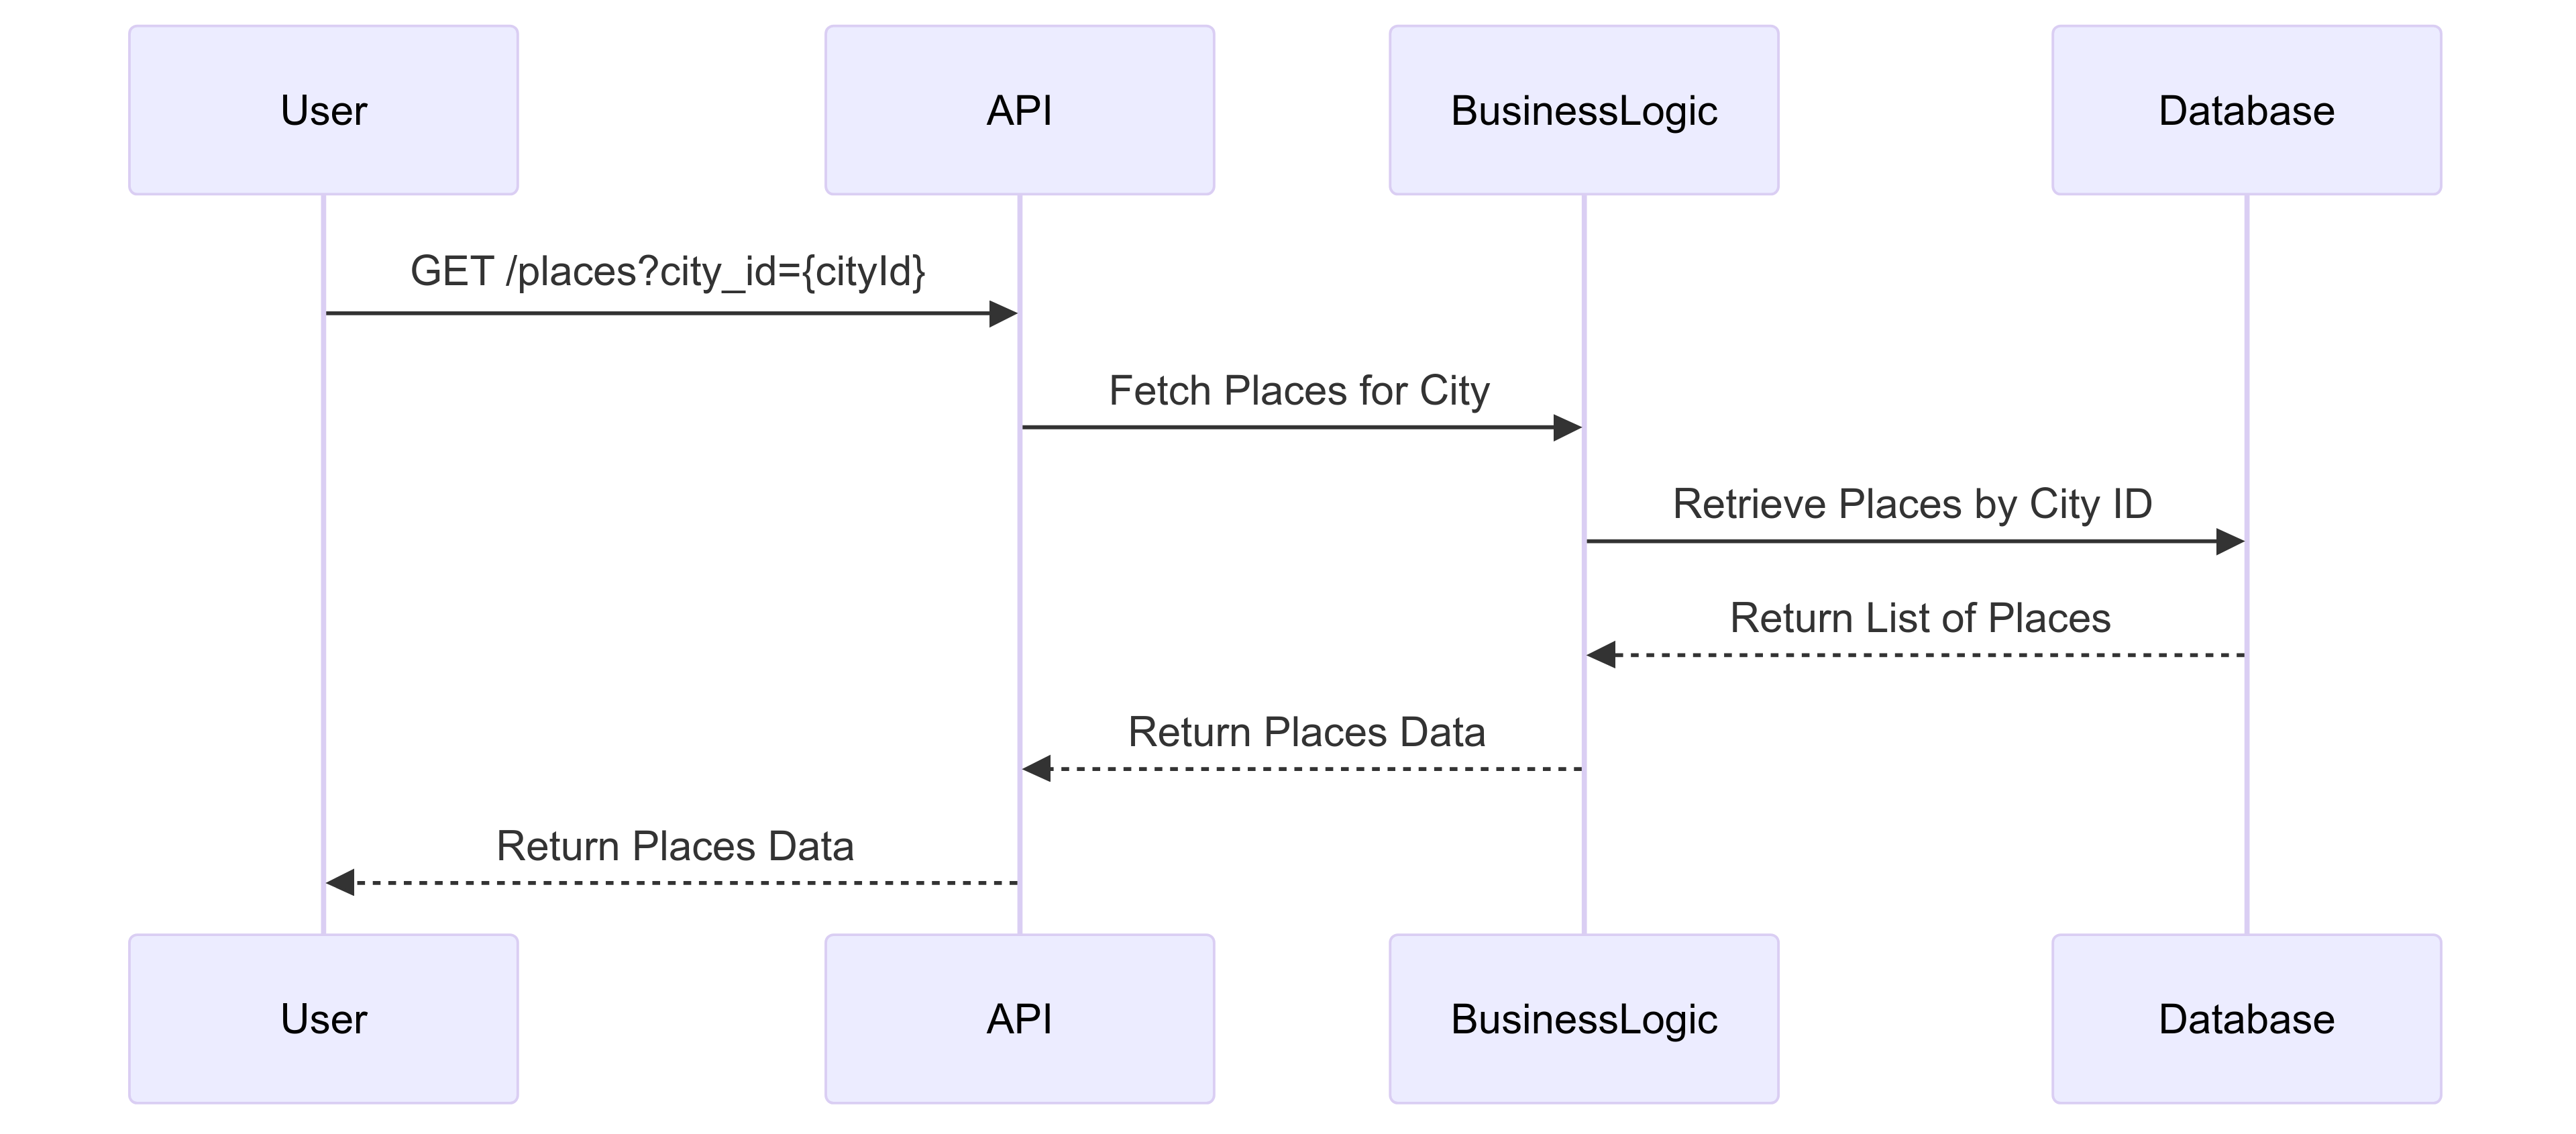 User
API
BusinessLogic
Database
GET /places?city_id={cityId}
Fetch Places for City
Retrieve Places by City ID
Return List of Places
Return Places Data
Return Places Data
User
API
BusinessLogic
Database